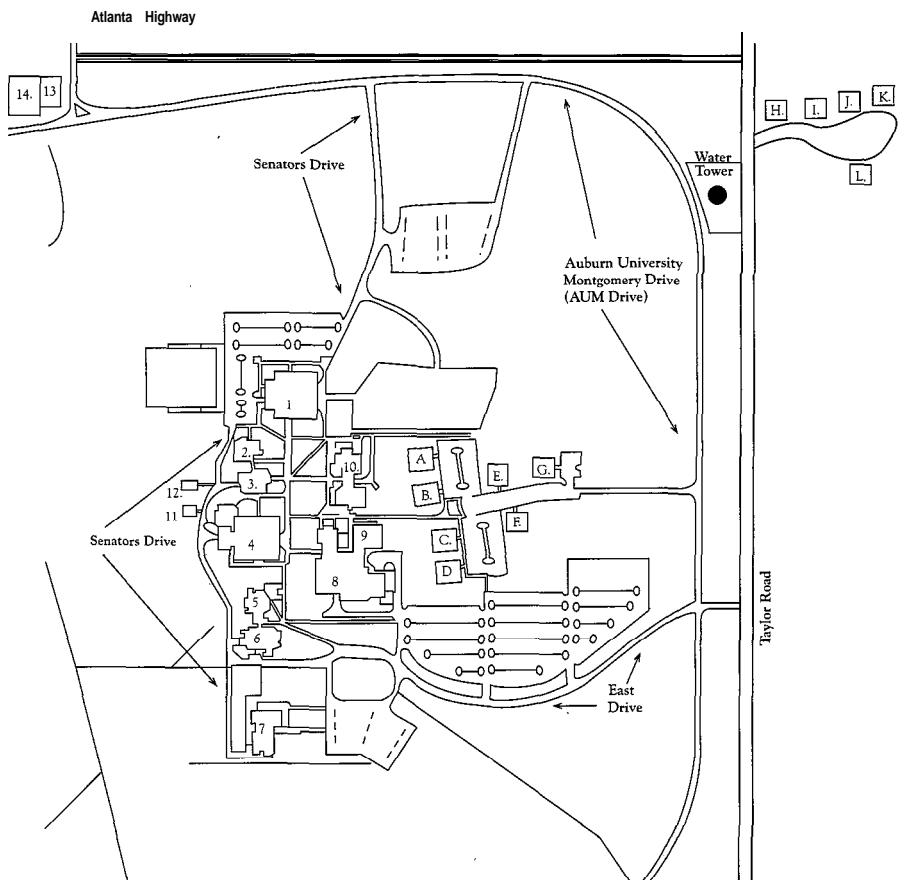 Atlanta Highway
14. 13
H. I. J. K.
L.
Water
Tower
Senators Drive
Auburn University
Montgomery Drive
(AUM Drive)
1
2.
10.
A
B.
E.
G.
3.
12.
11
F.
Senators Drive
4
9
C.
D
8
5
6
7
Taylor Road
East
Drive